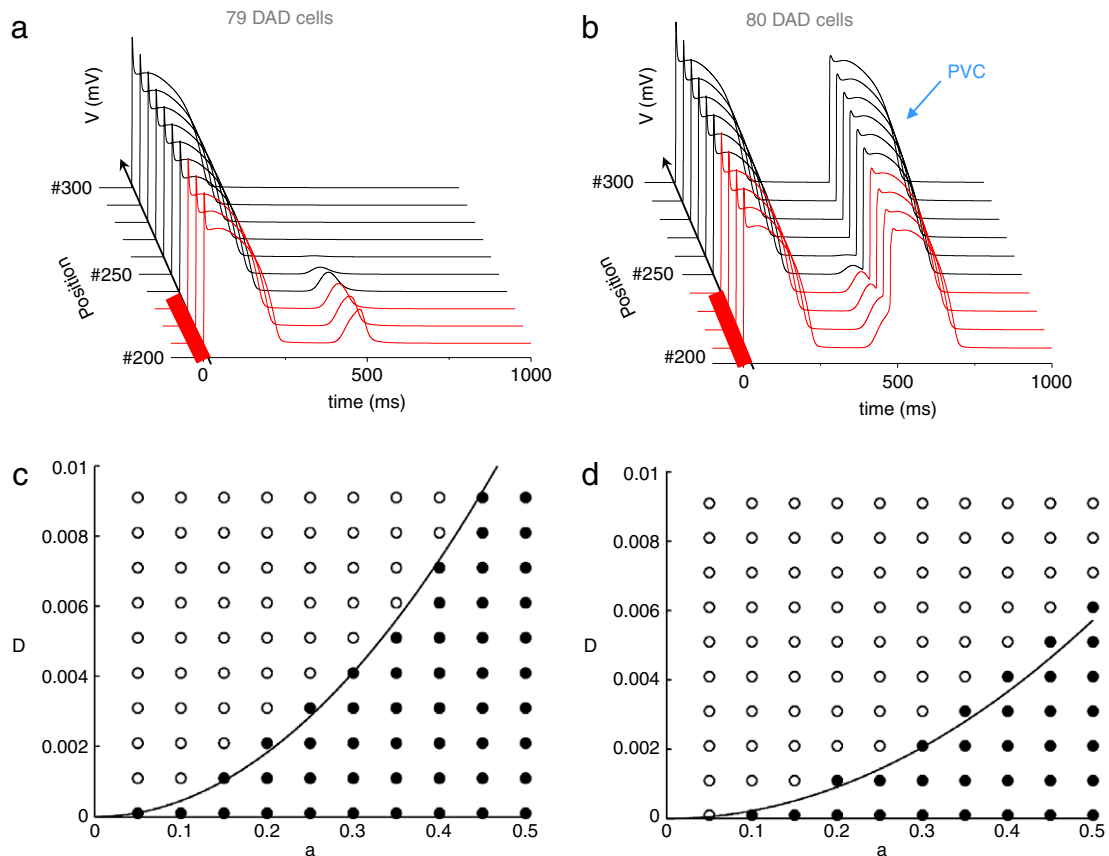 a
79 DAD cells
V (mV)
#300
#250
#200
Position
0 500 1000
time (ms)
b
80 DAD cells
PVC
V (mV)
#300
#250
#200
Position
0 500 1000
time (ms)
c
0.01
0.008
0.006
D
0.004
0.002
0
0 0.1 0.2 0.3 0.4 0.5
a
d
0.01
0.008
0.006
D
0.004
0.002
0
0 0.1 0.2 0.3 0.4 0.5
a